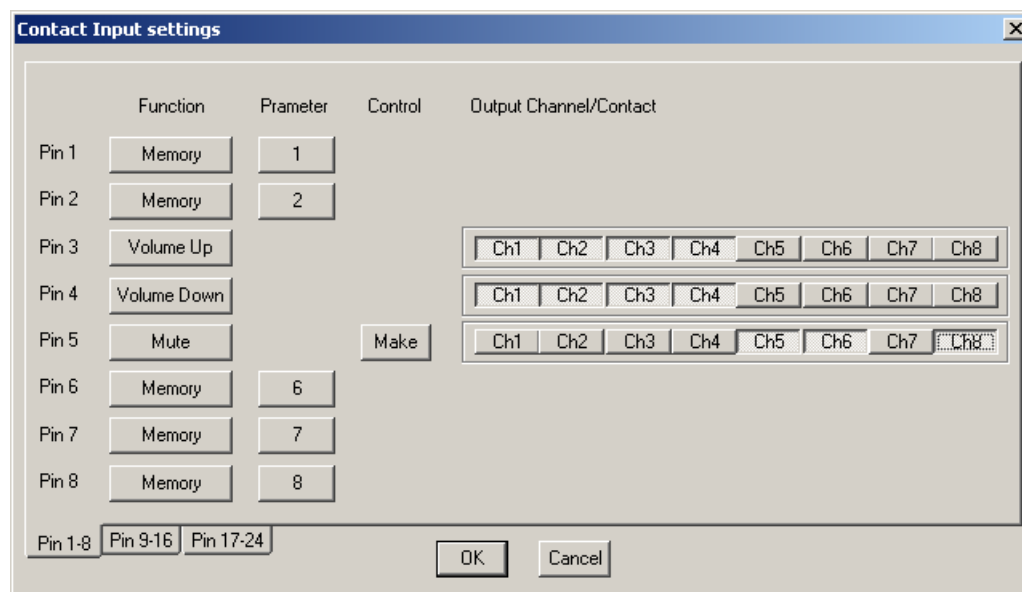 Contact Input settings
Function Prameter Control Output Channel/Contact
Pin 1 Memory 1
Pin 2 Memory 2
Pin 3 Volume Up Ch1 Ch2 Ch3 Ch4 Ch5 Ch6 Ch7 Ch8
Pin 4 Volume Down Ch1 Ch2 Ch3 Ch4 Ch5 Ch6 Ch7 Ch8
Pin 5 Mute Make Ch1 Ch2 Ch3 Ch4 Ch5 Ch6 Ch7 Ch8
Pin 6 Memory 6
Pin 7 Memory 7
Pin 8 Memory 8
Pin 1-8 Pin 9-16 Pin 17-24
OK Cancel